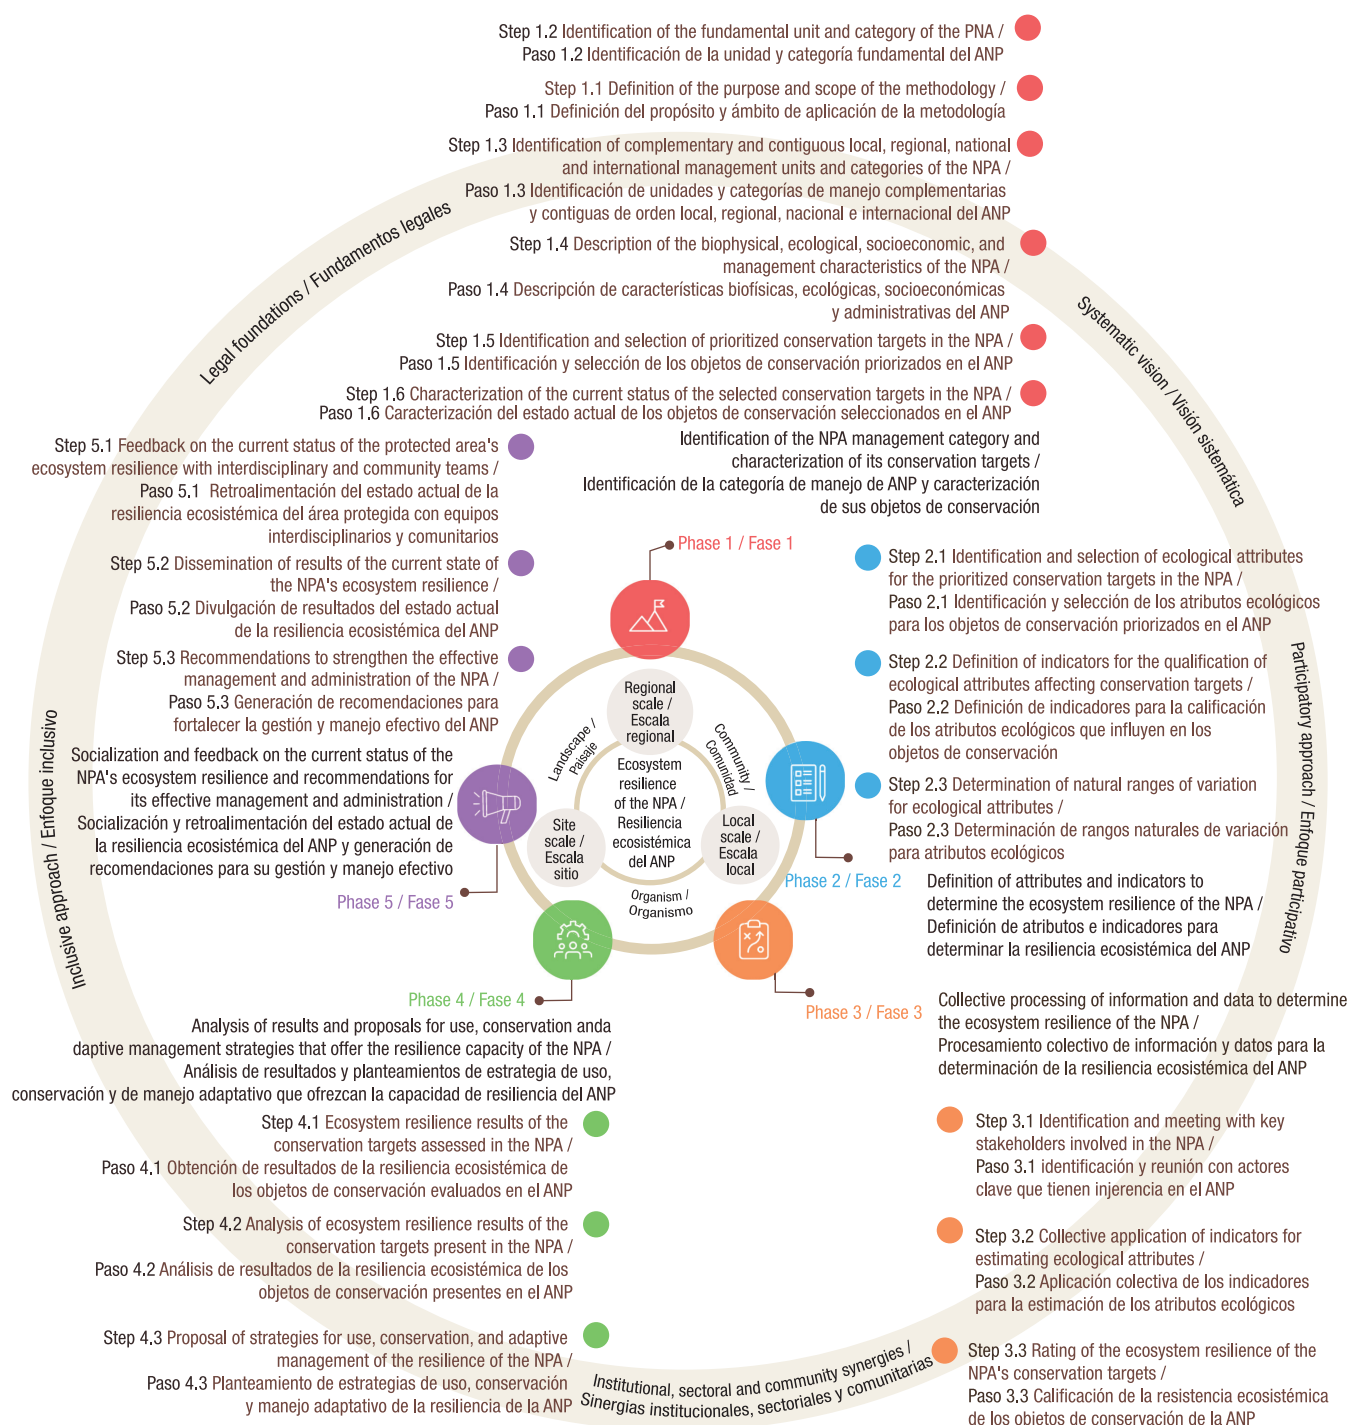 Step 1.2 Identification of the fundamental unit and category of the PNA /
Paso 1.2 Identificación de la unidad y categoría fundamental del ANP
Step 1.1 Definition of the purpose and scope of the methodology /
Paso 1.1 Definición del propósito y ámbito de aplicación de la metodología
Step 1.3 Identification of complementary and contiguous local, regional, national
and international management units and categories of the NPA /
Paso 1.3 Identificación de unidades y categorías de manejo complementarias
y contiguas de orden local, regional, nacional e internacional del ANP
Step 1.4 Description of the biophysical, ecological, socioeconomic, and
management characteristics of the NPA /
Paso 1.4 Descripción de características biofísicas, ecológicas, socioeconómicas
y administrativas del ANP
Step 1.5 Identification and selection of prioritized conservation targets in the NPA /
Paso 1.5 Identificación y selección de los objetos de conservación priorizados en el ANP
Step 1.6 Characterization of the current status of the selected conservation targets in the NPA /
Paso 1.6 Caracterización del estado actual de los objetos de conservación seleccionados en el ANP
Identification of the NPA management category and
characterization of its conservation targets /
Identificación de la categoría de manejo de ANP y caracterización
de sus objetos de conservación
Phase 1 / Fase 1
Legal foundations / Fundamentos legales
Systematic vision / Visión sistemática
Participatory approach / Enfoque participativo
Inclusive approach / Enfoque inclusivo
Institutional, sectoral and community synergies /
Sinergias institucionales, sectoriales y comunitarias
Step 5.1 Feedback on the current status of the protected area's
ecosystem resilience with interdisciplinary and community teams /
Paso 5.1 Retroalimentación del estado actual de la
resiliencia ecosistémica del área protegida con equipos
interdisciplinarios y comunitarios
Step 5.2 Dissemination of results of the current state of
the NPA's ecosystem resilience /
Paso 5.2 Divulgación de resultados del estado actual
de la resiliencia ecosistémica del ANP
Step 5.3 Recommendations to strengthen the effective
management and administration of the NPA /
Paso 5.3 Generación de recomendaciones para
fortalecer la gestión y manejo efectivo del ANP
Socialization and feedback on the current status of the
NPA's ecosystem resilience and recommendations for
its effective management and administration /
Socialización y retroalimentación del estado actual de
la resiliencia ecosistémica del ANP y generación de
recomendaciones para su gestión y manejo efectivo
Phase 5 / Fase 5
Regional
scale /
Escala
regional
Landscape /
Paisaje
Community /
Comunidad
Ecosystem
resilience
of the NPA /
Resiliencia
ecosistémica
del ANP
Site
scale /
Escala
sitio
Local
scale /
Escala
local
Organism /
Organismo
Step 2.1 Identification and selection of ecological attributes
for the prioritized conservation targets in the NPA /
Paso 2.1 Identificación y selección de los atributos ecológicos
para los objetos de conservación priorizados en el ANP
Step 2.2 Definition of indicators for the qualification of
ecological attributes affecting conservation targets /
Paso 2.2 Definición de indicadores para la calificación
de los atributos ecológicos que influyen en los
objetos de conservación
Step 2.3 Determination of natural ranges of variation
for ecological attributes /
Paso 2.3 Determinación de rangos naturales de variación
para atributos ecológicos
Phase 2 / Fase 2
Definition of attributes and indicators to
determine the ecosystem resilience of the NPA /
Definición de atributos e indicadores para
determinar la resiliencia ecosistémica del ANP
Phase 3 / Fase 3
Collective processing of information and data to determine
the ecosystem resilience of the NPA /
Procesamiento colectivo de información y datos para la
determinación de la resiliencia ecosistémica del ANP
Step 3.1 Identification and meeting with key
stakeholders involved in the NPA /
Paso 3.1 identificación y reunión con actores
clave que tienen injerencia en el ANP
Step 3.2 Collective application of indicators for
estimating ecological attributes /
Paso 3.2 Aplicación colectiva de los indicadores
para la estimación de los atributos ecológicos
Step 3.3 Rating of the ecosystem resilience of the
NPA's conservation targets /
Paso 3.3 Calificación de la resistencia ecosistémica
de los objetos de conservación de la ANP
Phase 4 / Fase 4
Analysis of results and proposals for use, conservation anda
daptive management strategies that offer the resilience capacity of the NPA /
Análisis de resultados y planteamientos de estrategia de uso,
conservación y de manejo adaptativo que ofrezcan la capacidad de resiliencia del ANP
Step 4.1 Ecosystem resilience results of the
conservation targets assessed in the NPA /
Paso 4.1 Obtención de resultados de la resiliencia ecosistémica de
los objetos de conservación evaluados en el ANP
Step 4.2 Analysis of ecosystem resilience results of the
conservation targets present in the NPA /
Paso 4.2 Análisis de resultados de la resiliencia ecosistémica de los
objetos de conservación presentes en el ANP
Step 4.3 Proposal of strategies for use, conservation, and adaptive
management of the resilience of the NPA /
Paso 4.3 Planteamiento de estrategias de uso, conservación
y manejo adaptativo de la resiliencia de la ANP